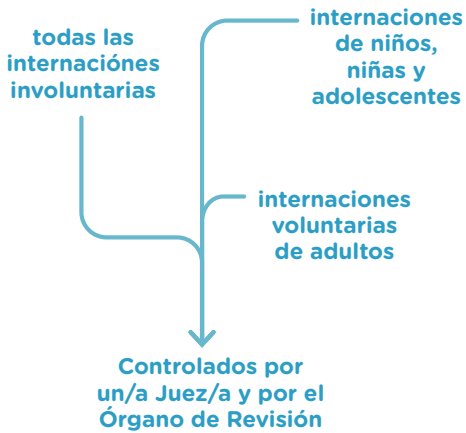 todas las
internaciónes
involuntarias
internaciones
de niños,
niñas y
adolescentes
internaciones
voluntarias
de adultos
Controlados por
un/a Juez/a y por el
Órgano de Revisión